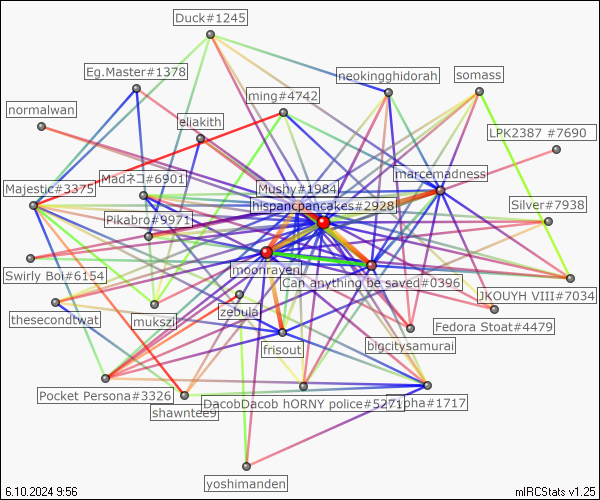 Duck#1245
Eg.Master#1378
neokingghidorah
somass
ming#4742
normalwan
eliakith
LPK2387 #7690
marcemadness
Madネコ#6901
Majestic#3375
Mushy#1984
hispancpancakes#2928
Silver#7938
Pikabro#9971
moonraven
Swirly Boi#6154
Can anything be saved#0396
JKOUYH VIII#7034
zebula
thesecondtwat
mukszi
Fedora Stoat#4479
bigcitysamurai
frisout
Pocket Persona#3326
DacobDacob hORNY police#5271
pha#1717
shawntee9
yoshimanden
6.10.2024 9:56
mIRCStats v1.25